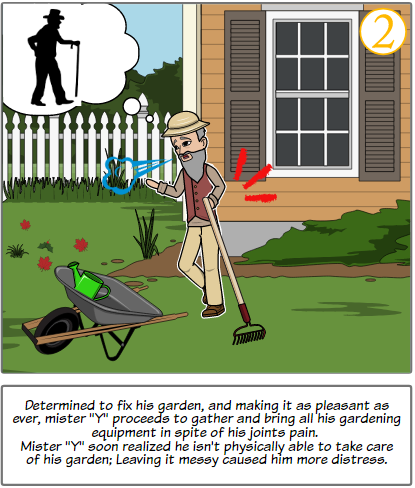 2
Determined to fix his garden, and making it as pleasant as
ever, mister "Y" proceeds to gather and bring all his gardening
equipment in spite of his joints pain.
Mister "Y" soon realized he isn't physically able to take care
of his garden; Leaving it messy caused him more distress.